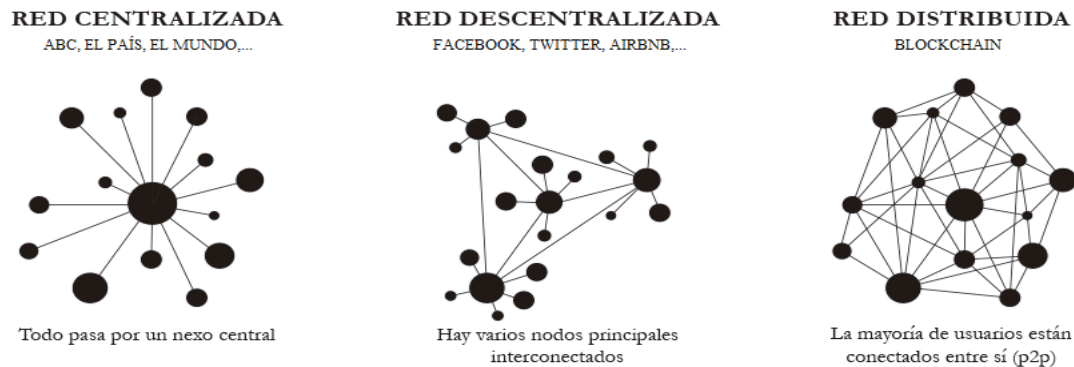 RED CENTRALIZADA
ABC, EL PAÍS, EL MUNDO,...
Todo pasa por un nexo central
RED DESCENTRALIZADA
FACEBOOK, TWITTER, AIRBNB,...
Hay varios nodos principales
interconectados
RED DISTRIBUIDA
BLOCKCHAIN
La mayoría de usuarios están
conectados entre sí (p2p)